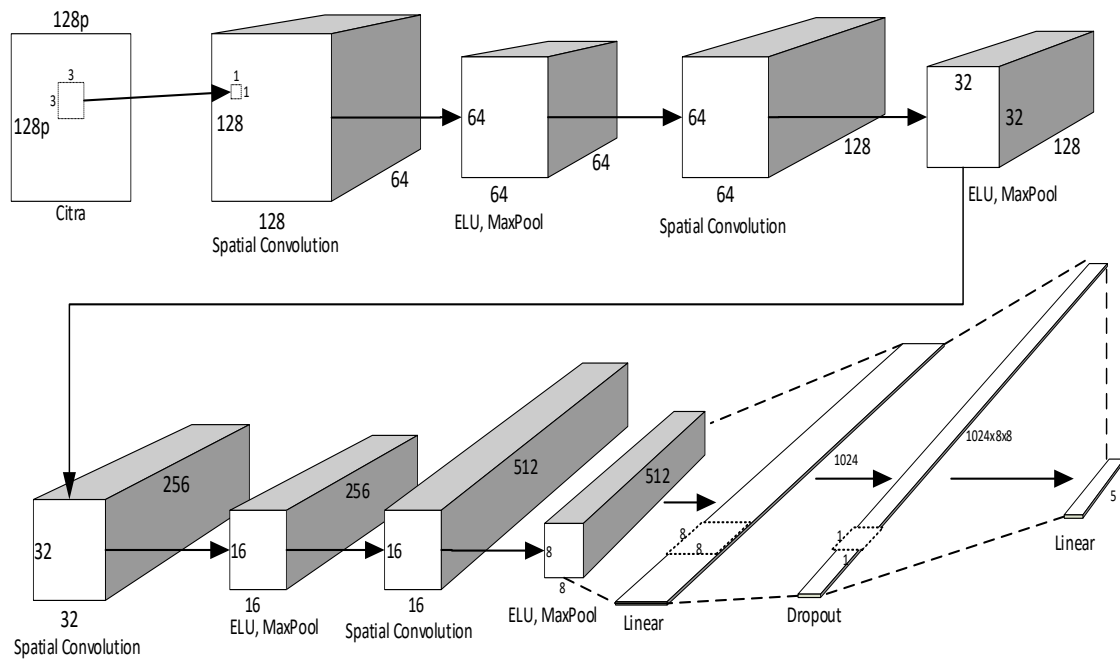 128p
3
3
128p
Citra
1
1
128
64
128
Spatial Convolution
64
64
64
ELU, MaxPool
64
128
64
Spatial Convolution
32
32
128
ELU, MaxPool
256
32
32
Spatial Convolution
256
16
16
ELU, MaxPool
512
16
16
Spatial Convolution
512
8
8
ELU, MaxPool
1024
8
8
Linear
1024x8x8
1
1
Dropout
5
Linear